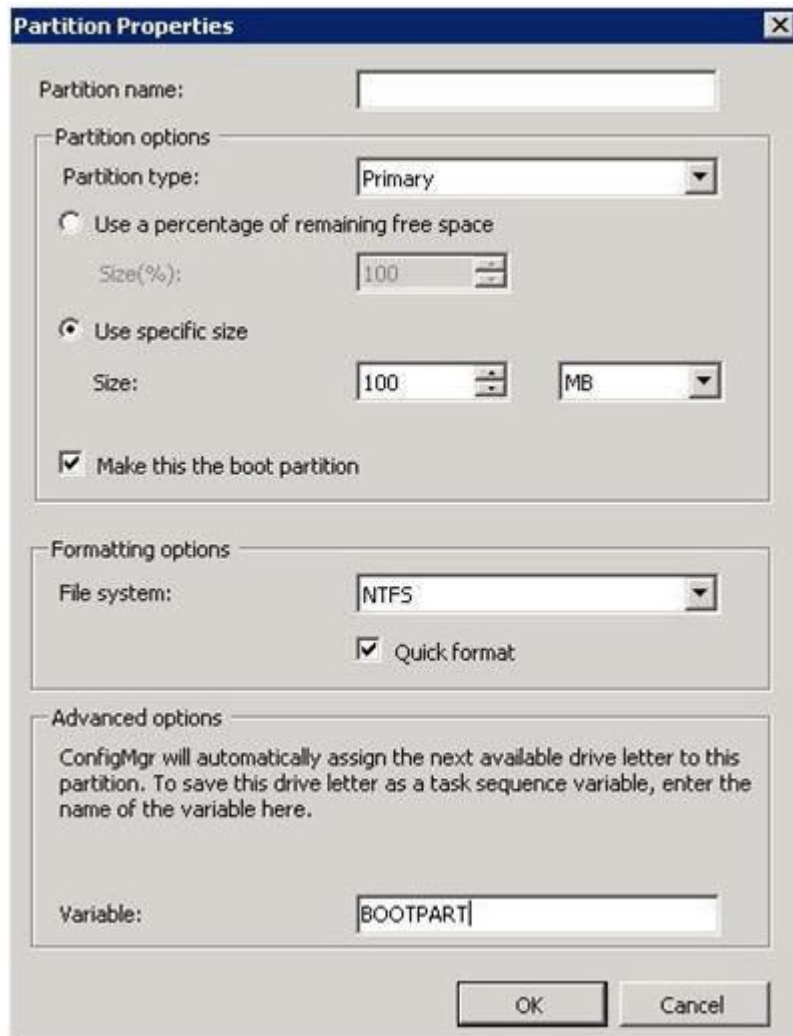 Partition Properties
Partition name:
Partition options
Partition type: Primary
Use a percentage of remaining free space
Size(%): 100
Use specific size
Size: 100 MB
Make this the boot partition
Formatting options
File system: NTFS
Quick format
Advanced options
ConfigMgr will automatically assign the next available drive letter to this
partition. To save this drive letter as a task sequence variable, enter the
name of the variable here.
Variable: BOOTPART
OK Cancel